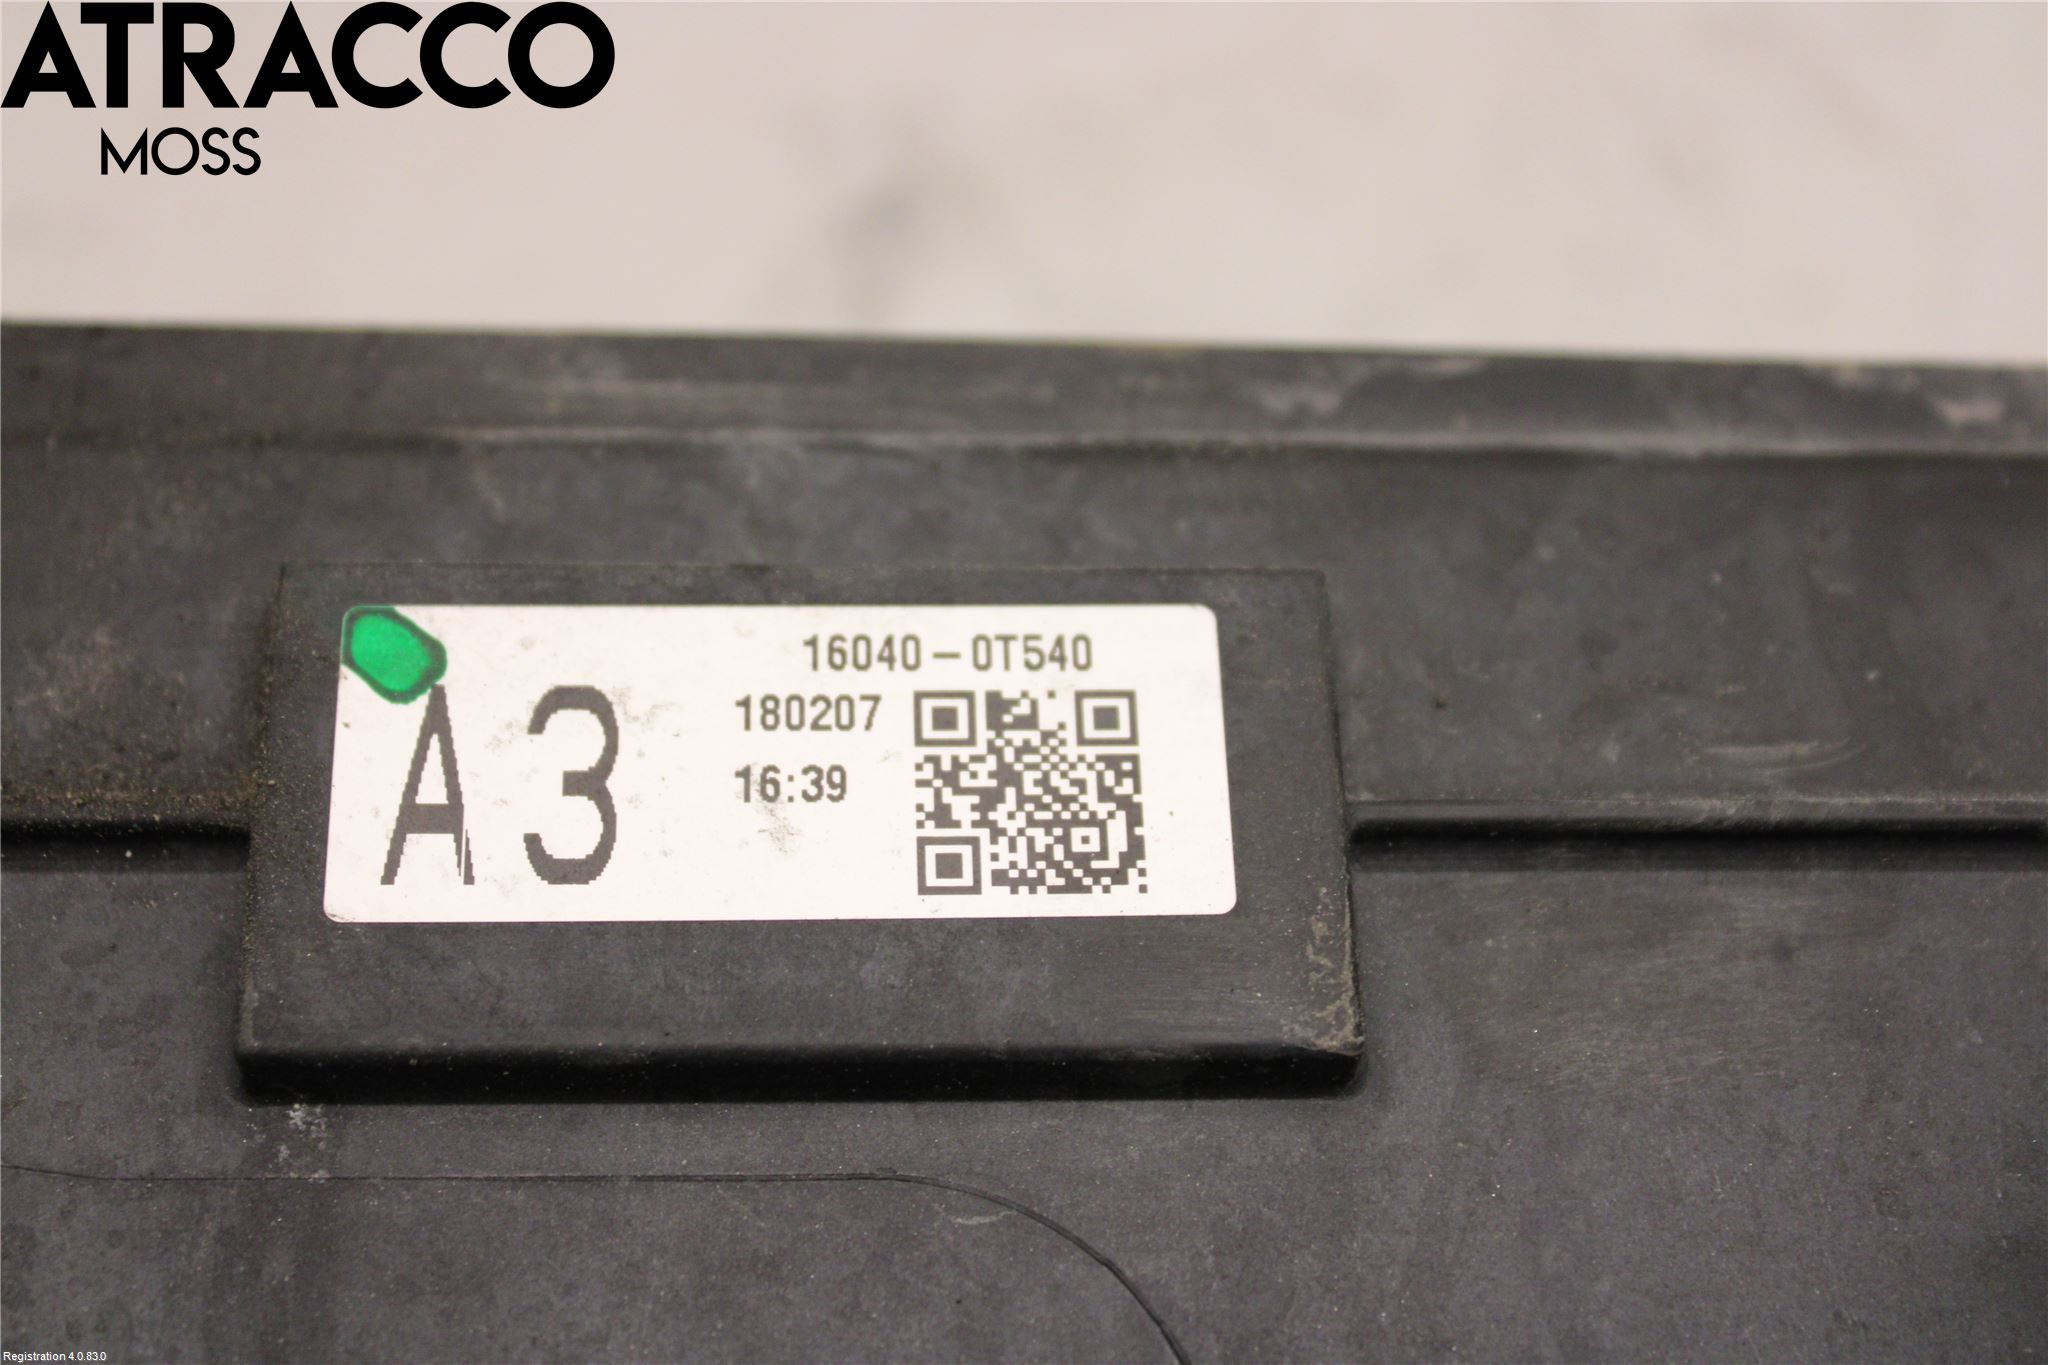 ATRACCO
MOSS
16040-0T540
180207
A3
16:39
Registration 4.0.83.0